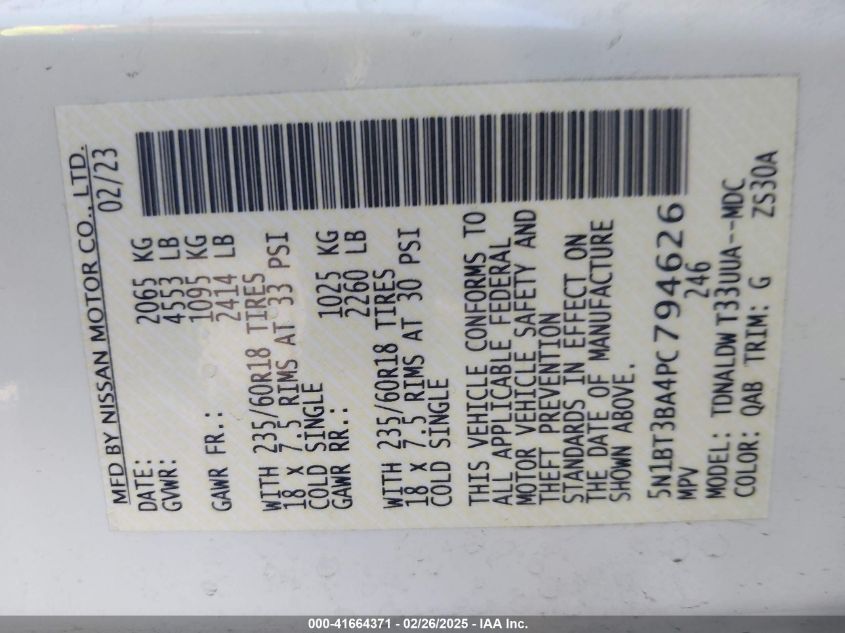 MFD BY NISSAN MOTOR CO., LTD.
DATE: 02/23
GVWR: 2065 KG
4553 LB
GAWR FR.: 1095 KG
2414 LB
WITH 235/60R18 TIRES
18 X 7.5 RIMS AT 33 PSI
COLD SINGLE
GAWR RR.: 1025 KG
2260 LB
WITH 235/60R18 TIRES
18 X 7.5 RIMS AT 30 PSI
COLD SINGLE
THIS VEHICLE CONFORMS TO
ALL APPLICABLE FEDERAL
MOTOR VEHICLE SAFETY AND
THEFT PREVENTION
STANDARDS IN EFFECT ON
THE DATE OF MANUFACTURE
SHOWN ABOVE.
5N1BT3BA4PC794626
MPV 246
MODEL: TDNALDW T33UUA--MDC
COLOR: QAB TRIM: G ZS30A
000-41664371 - 02/26/2025 - IAA Inc.